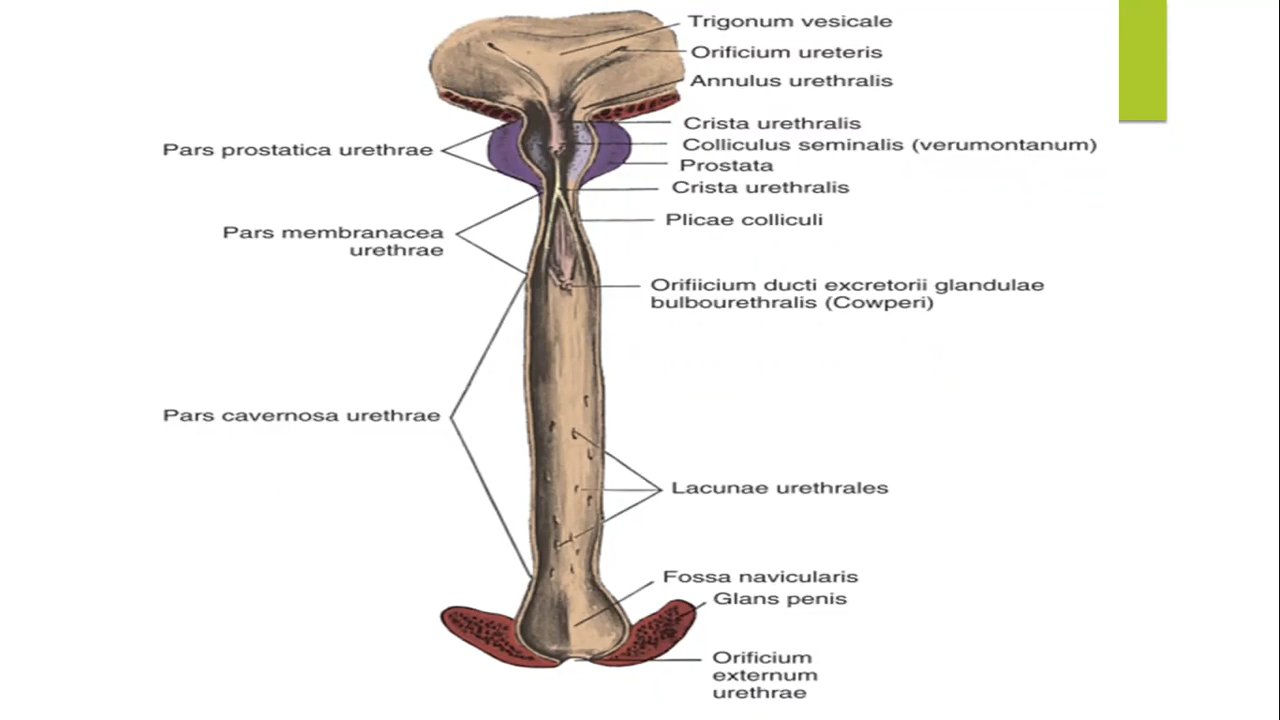 Trigonum vesicale
Orificium ureteris
Annulus urethralis
Crista urethralis
Colliculus seminalis (verumontanum)
Pars prostatica urethrae
Prostata
Crista urethralis
Plicae colliculi
Pars membranacea
urethrae
Orifiicium ducti excretorii glandulae
bulbourethralis (Cowperi)
Pars cavernosa urethrae
Lacunae urethrales
Fossa navicularis
Glans penis
Orificium
externum
urethrae